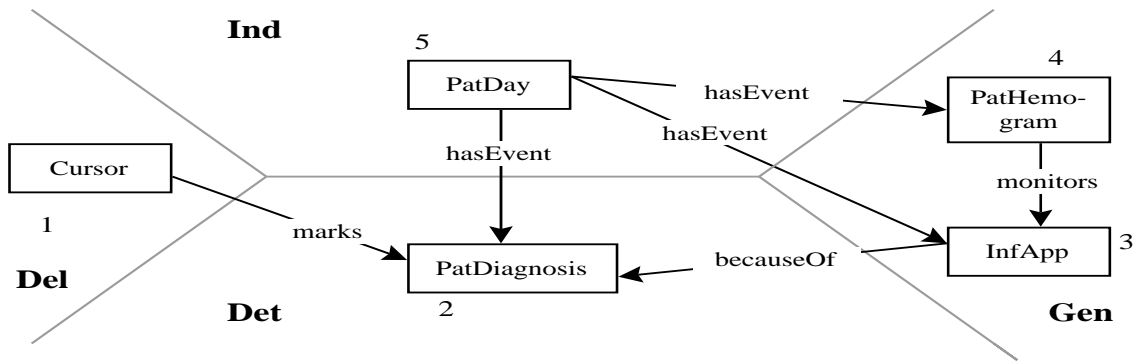 Ind
5
PatDay
4
PatHemo-
gram
hasEvent
hasEvent
hasEvent
Cursor
monitors
1
marks
PatDiagnosis
becauseOf
InfApp
3
Del
Det
2
Gen